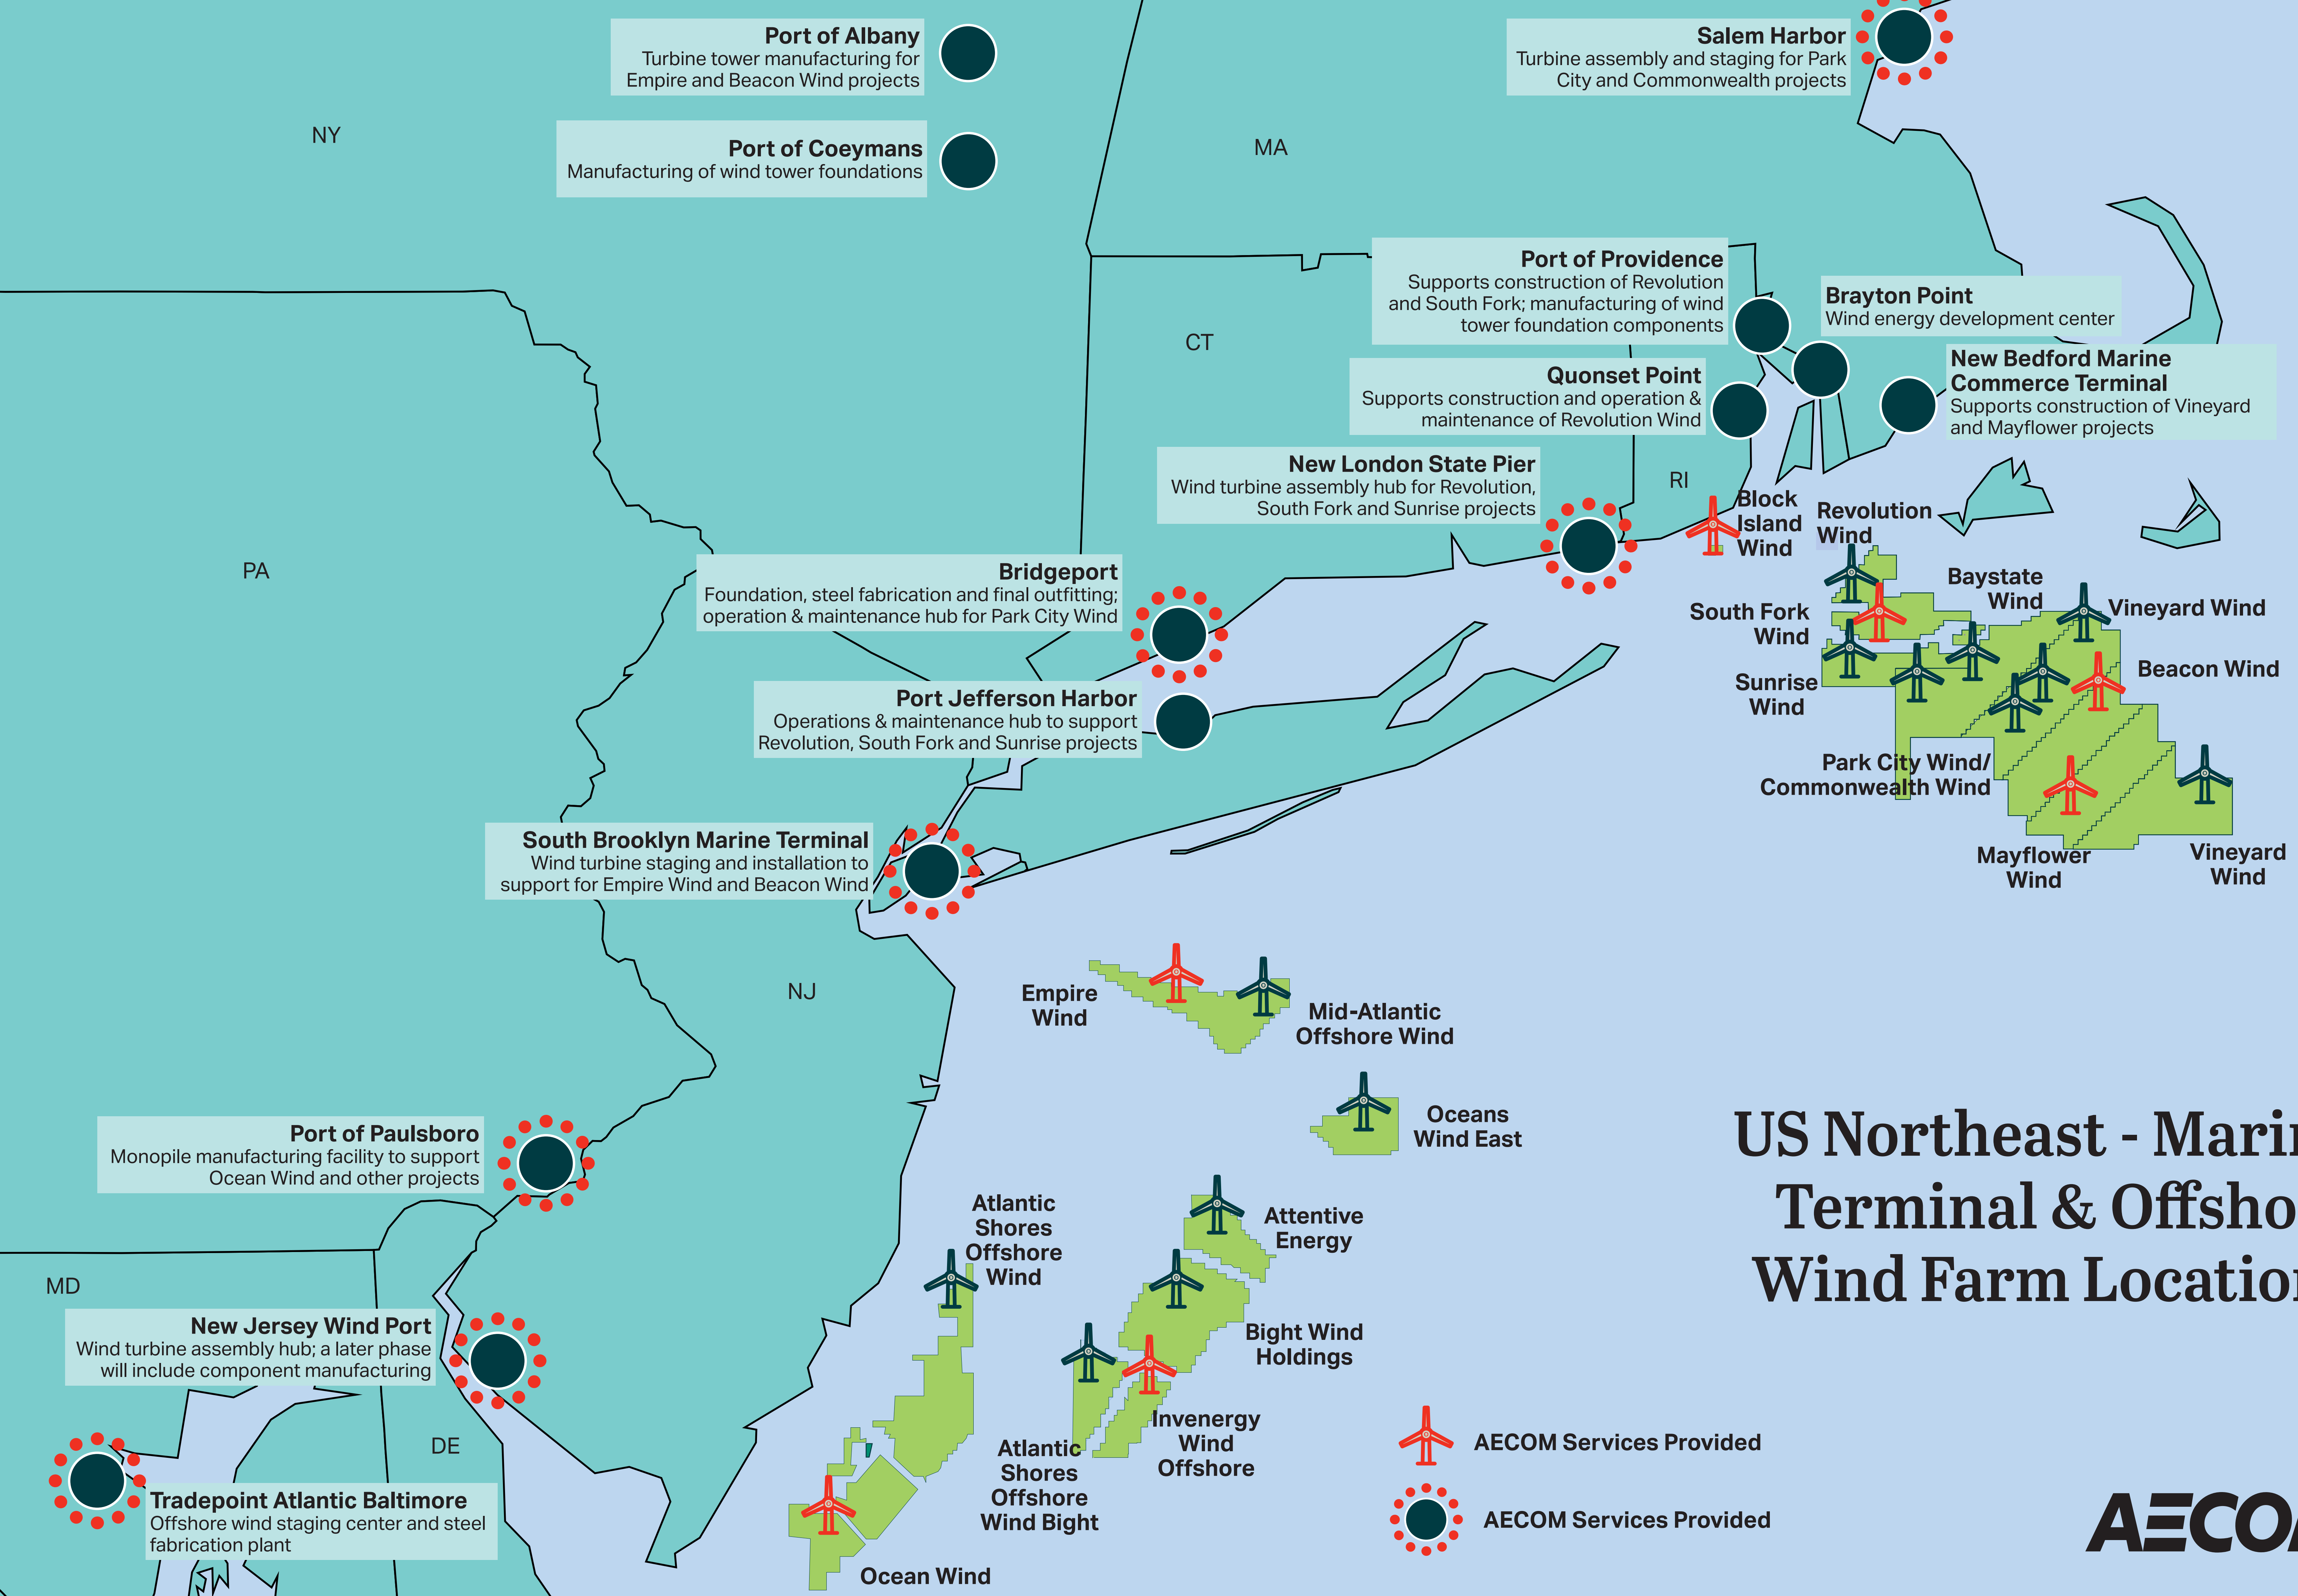 Port of Albany
Turbine tower manufacturing for
Empire and Beacon Wind projects
Salem Harbor
Turbine assembly and staging for Park
City and Commonwealth projects
NY
MA
Port of Coeymans
Manufacturing of wind tower foundations
Port of Providence
Supports construction of Revolution
and South Fork; manufacturing of wind
tower foundation components
Brayton Point
Wind energy development center
CT
New Bedford Marine
Commerce Terminal
Supports construction of Vineyard
and Mayflower projects
Quonset Point
Supports construction and operation &
maintenance of Revolution Wind
New London State Pier
Wind turbine assembly hub for Revolution,
South Fork and Sunrise projects
RI
Block
Island
Wind
Revolution
Wind
PA
Bridgeport
Foundation, steel fabrication and final outfitting;
operation & maintenance hub for Park City Wind
Baystate
Wind
South Fork
Wind
Vineyard Wind
Beacon Wind
Sunrise
Wind
Port Jefferson Harbor
Operations & maintenance hub to support
Revolution, South Fork and Sunrise projects
Park City Wind/
Commonwealth Wind
South Brooklyn Marine Terminal
Wind turbine staging and installation to
support for Empire Wind and Beacon Wind
Mayflower
Wind
Vineyard
Wind
NJ
Empire
Wind
Mid-Atlantic
Offshore Wind
Oceans
Wind East
US Northeast - Marin
Terminal & Offsho
Wind Farm Location
Port of Paulsboro
Monopile manufacturing facility to support
Ocean Wind and other projects
Atlantic
Shores
Offshore
Wind
Attentive
Energy
MD
New Jersey Wind Port
Wind turbine assembly hub; a later phase
will include component manufacturing
Bight Wind
Holdings
DE
Atlantic
Shores
Offshore
Wind Bight
Invenergy
Wind
Offshore
AECOM Services Provided
AECOM Services Provided
Tradepoint Atlantic Baltimore
Offshore wind staging center and steel
fabrication plant
Ocean Wind
AECO